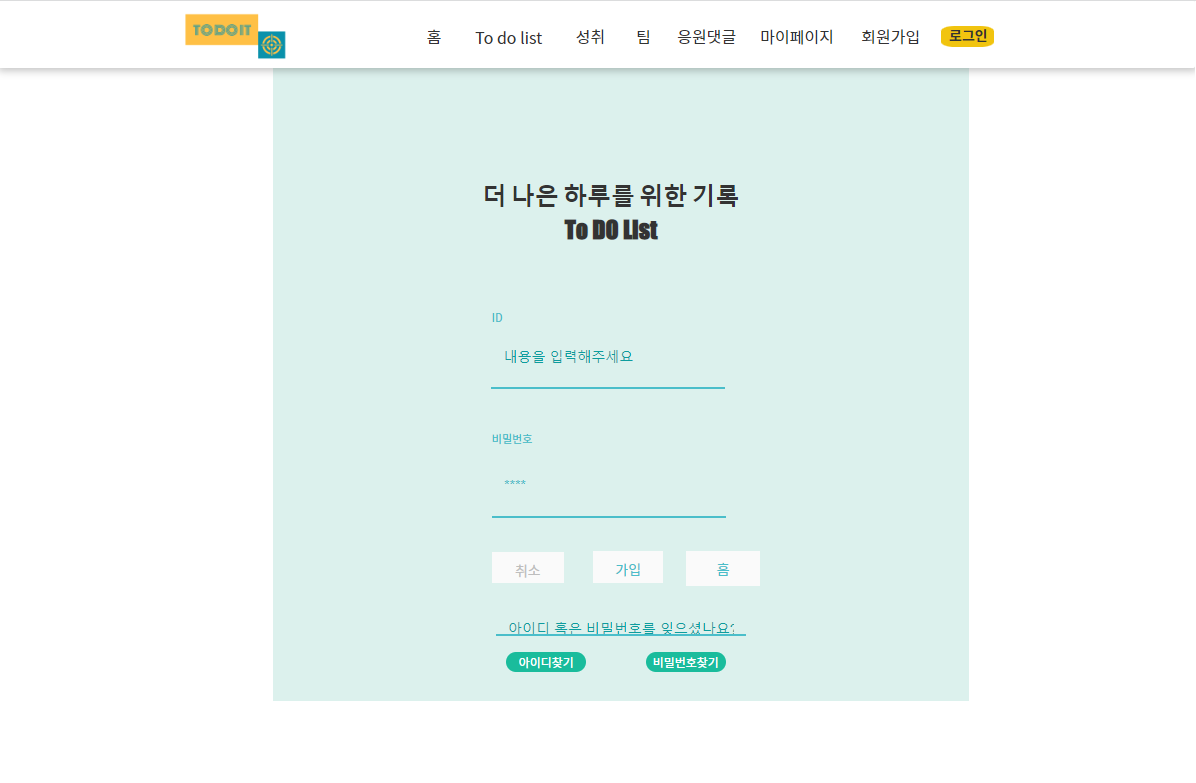 TODOIT
홈 To do list 성취 팀 응원댓글 마이페이지 회원가입 로그인
더 나은 하루를 위한 기록
To DO LIst
ID
내용을 입력해주세요
비밀번호
****
취소 가입 홈
아이디 혹은 비밀번호를 잊으셨나요?
아이디찾기 비밀번호찾기